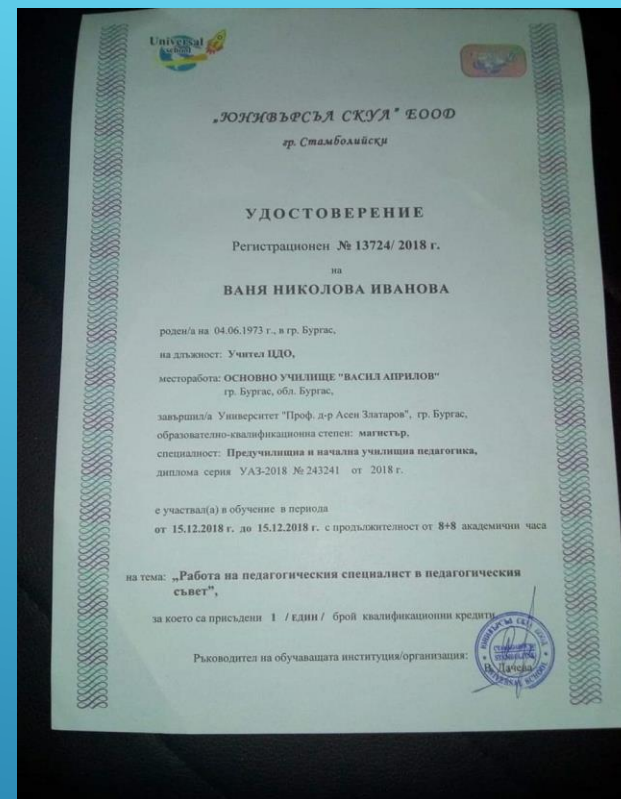 Universal
school
„ЮНИВЪРСЪЛ СКУЛ" ЕООД
гр. Стамболийски
УДОСТОВЕРЕНИЕ
Регистрационен № 13724/ 2018 г.
на
ВАНЯ НИКОЛОВА ИВАНОВА
роден/а на 04.06.1973 г., в гр. Бургас,
на длъжност: Учител ЦДО,
месторабота: ОСНОВНО УЧИЛИЩЕ "ВАСИЛ АПРИЛОВ"
гр. Бургас, обл. Бургас,
завършил/а Университет "Проф. д-р Асен Златаров", гр. Бургас,
образователно-квалификационна степен: магистър,
специалност: Предучилищна и начална училищна педагогика,
диплома серия УАЗ-2018 № 243241 от 2018 г.
е участвал(а) в обучение в периода
от 15.12.2018 г. до 15.12.2018 г. с продължителност от 8+8 академични часа
на тема: „Работа на педагогическия специалист в педагогическия
съвет",
за което са присъдени 1 / един / брой квалификационни кредити.
Ръководител на обучаващата институция/организация:
В. Дачева